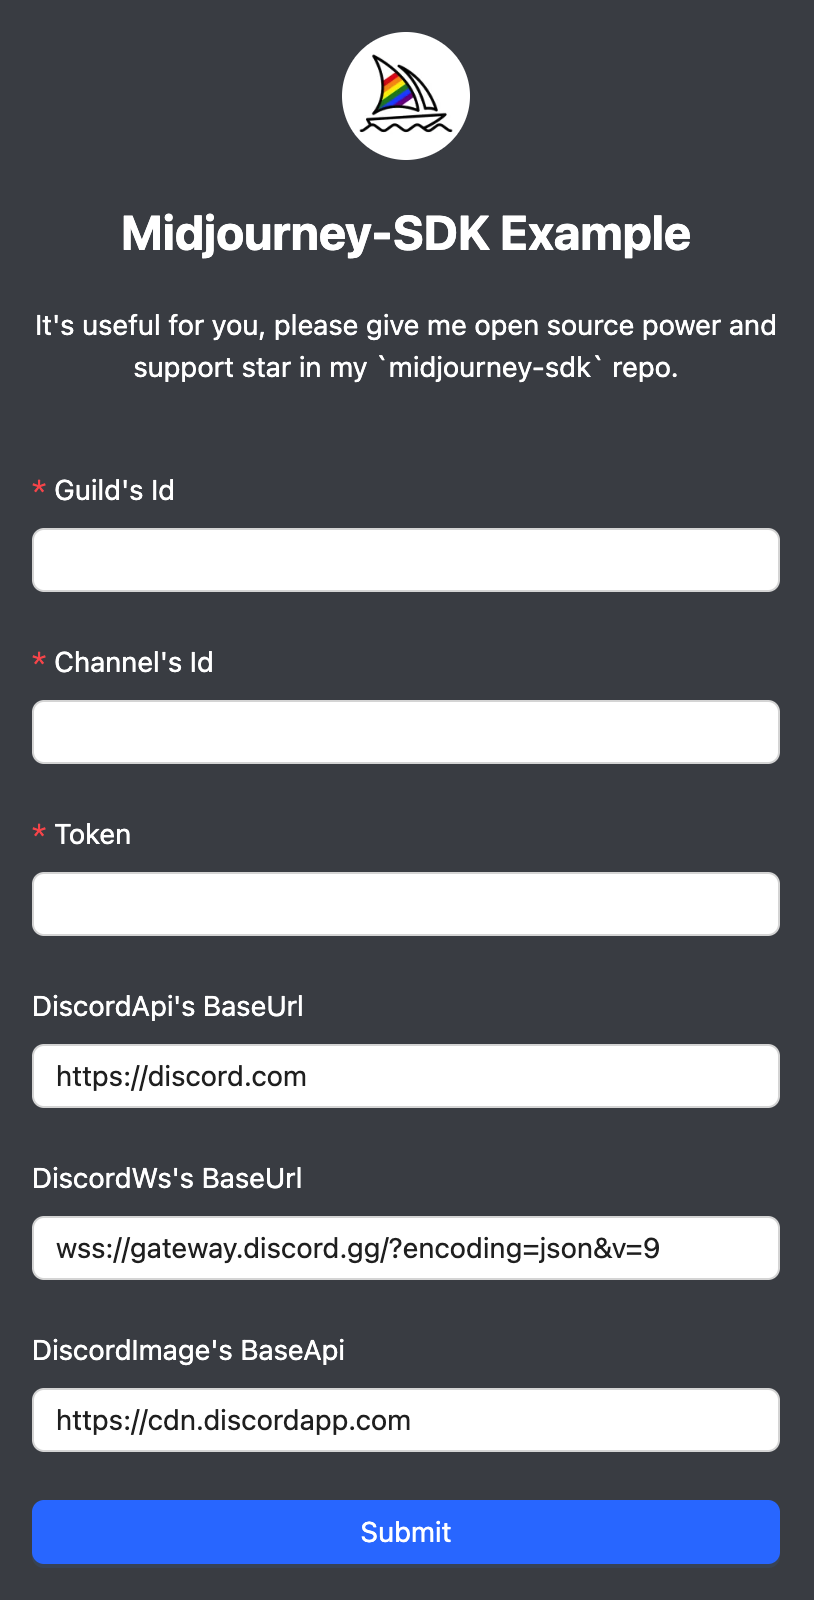 Midjourney-SDK Example
It's useful for you, please give me open source power and
support star in my `midjourney-sdk` repo.
* Guild's Id
* Channel's Id
* Token
DiscordApi's BaseUrl
https://discord.com
DiscordWs's BaseUrl
wss://gateway.discord.gg/?encoding=json&v=9
DiscordImage's BaseApi
https://cdn.discordapp.com
Submit